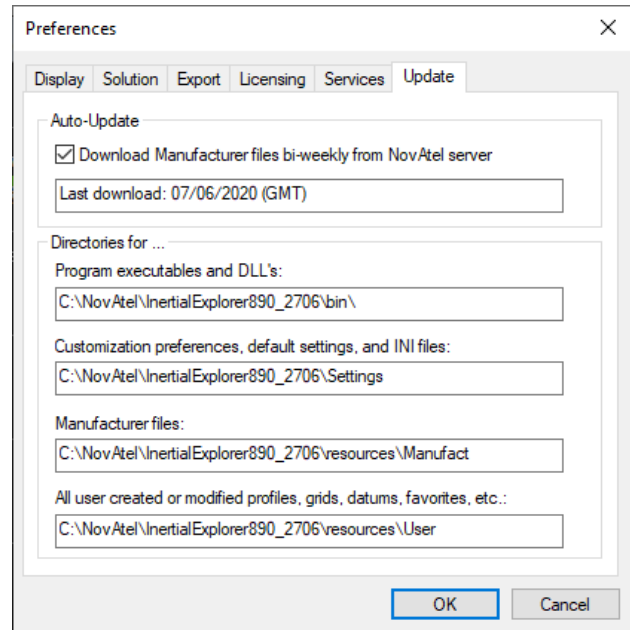 Preferences
Display Solution Export Licensing Services Update
Auto-Update
Download Manufacturer files bi-weekly from NovAtel server
Last download: 07/06/2020 (GMT)
Directories for ...
Program executables and DLL's:
C:\NovAtel\InertialExplorer890_2706\bin\
Customization preferences, default settings, and INI files:
C:\NovAtel\InertialExplorer890_2706\Settings
Manufacturer files:
C:\NovAtel\InertialExplorer890_2706\resources\Manufact
All user created or modified profiles, grids, datums, favorites, etc.:
C:\NovAtel\InertialExplorer890_2706\resources\User
OK Cancel